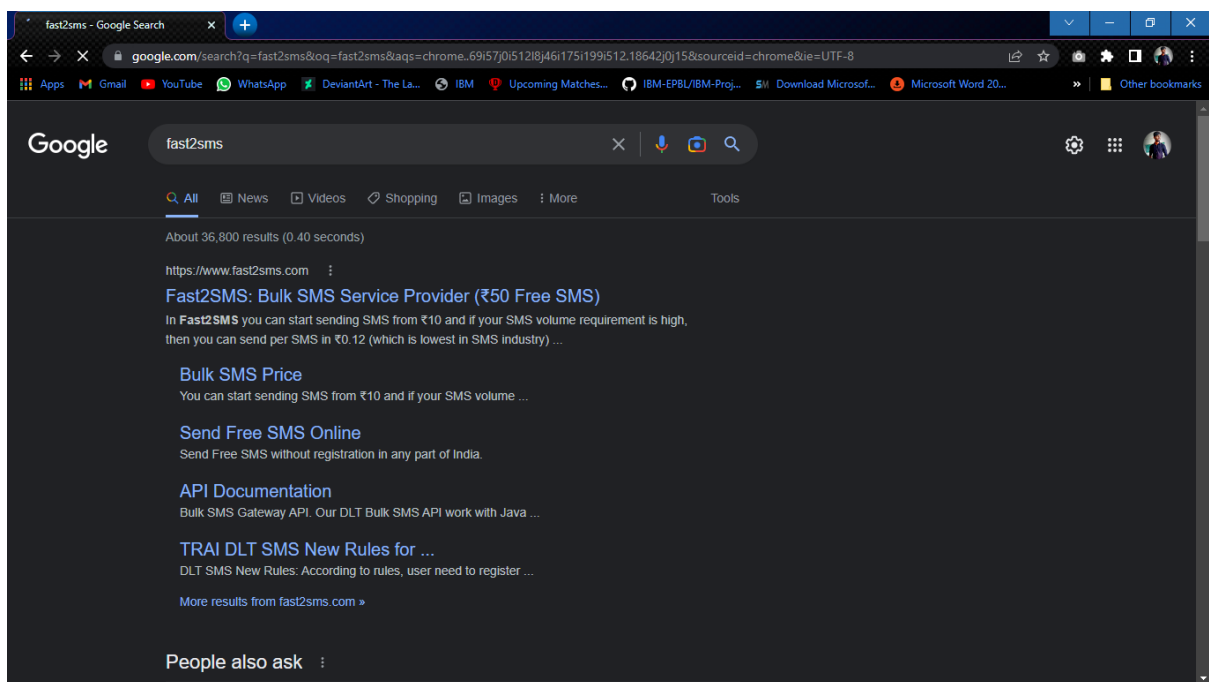 fast2sms - Google Search
google.com/search?q=fast2sms&oq=fast2sms&aqs=chrome..69i57j0i512l8j46i175i199i512.18642j0j15&sourceid=chrome&ie=UTF-8
Apps Gmail YouTube WhatsApp DeviantArt - The La... IBM Upcoming Matches... IBM-EPBL/IBM-Proj... SM Download Microsof... Microsoft Word 20... » Other bookmarks
Google fast2sms
All News Videos Shopping Images More Tools
About 36,800 results (0.40 seconds)
https://www.fast2sms.com
Fast2SMS: Bulk SMS Service Provider (₹50 Free SMS)
In Fast2SMS you can start sending SMS from ₹10 and if your SMS volume requirement is high,
then you can send per SMS in ₹0.12 (which is lowest in SMS industry) ...
Bulk SMS Price
You can start sending SMS from ₹10 and if your SMS volume ...
Send Free SMS Online
Send Free SMS without registration in any part of India.
API Documentation
Bulk SMS Gateway API. Our DLT Bulk SMS API work with Java ...
TRAI DLT SMS New Rules for ...
DLT SMS New Rules: According to rules, user need to register ...
More results from fast2sms.com »
People also ask